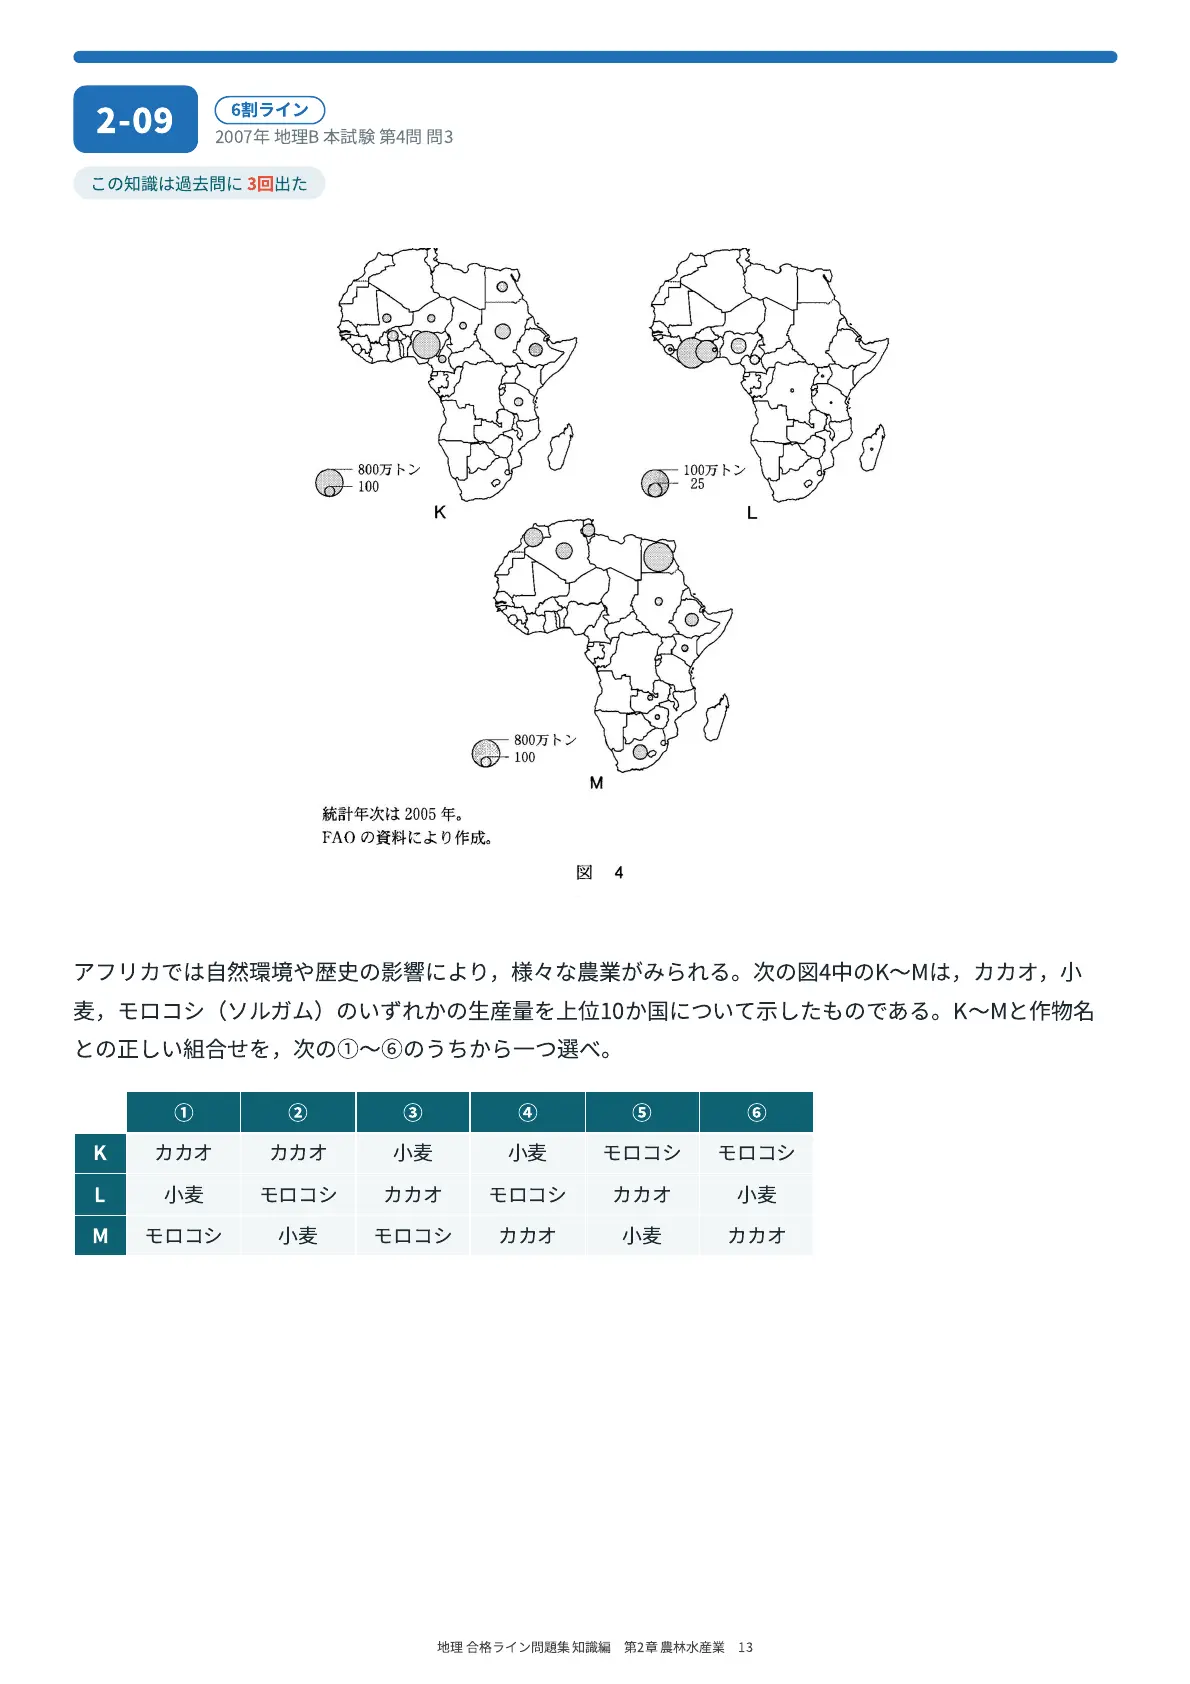 2-09
6割ライン
2007年 地理B 本試験 第4問 問3
この知識は過去問に 3回出た
800万トン
100
K
100万トン
25
L
800万トン
100
M
統計年次は 2005 年。
FAO の資料により作成。
図 4
アフリカでは自然環境や歴史の影響により，様々な農業がみられる。次の図4中のK～Mは，カカオ，小
麦，モロコシ（ソルガム）のいずれかの生産量を上位10か国について示したものである。K～Mと作物名
との正しい組合せを，次の①～⑥のうちから一つ選べ。
① ② ③ ④ ⑤ ⑥
K カカオ カカオ 小麦 小麦 モロコシ モロコシ
L 小麦 モロコシ カカオ モロコシ カカオ 小麦
M モロコシ 小麦 モロコシ カカオ 小麦 カカオ
地理 合格ライン問題集 知識編 第2章 農林水産業 13